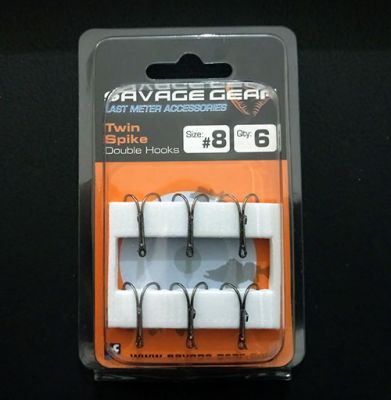 SAVAGE GEAR
LAST METER ACCESSORIES
Twin
Spike
Double Hooks
Size: #8
Qty: 6